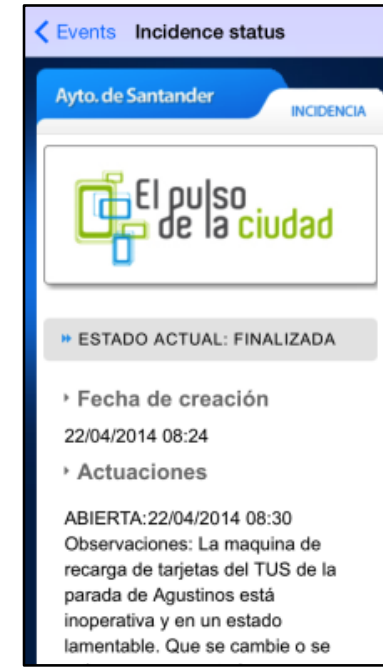 Events Incidence status
Ayto. de Santander
INCIDENCIA
El pulso
de la ciudad
ESTADO ACTUAL: FINALIZADA
Fecha de creación
22/04/2014 08:24
Actuaciones
ABIERTA:22/04/2014 08:30
Observaciones: La maquina de
recarga de tarjetas del TUS de la
parada de Agustinos está
inoperativa y en un estado
lamentable. Que se cambie o se